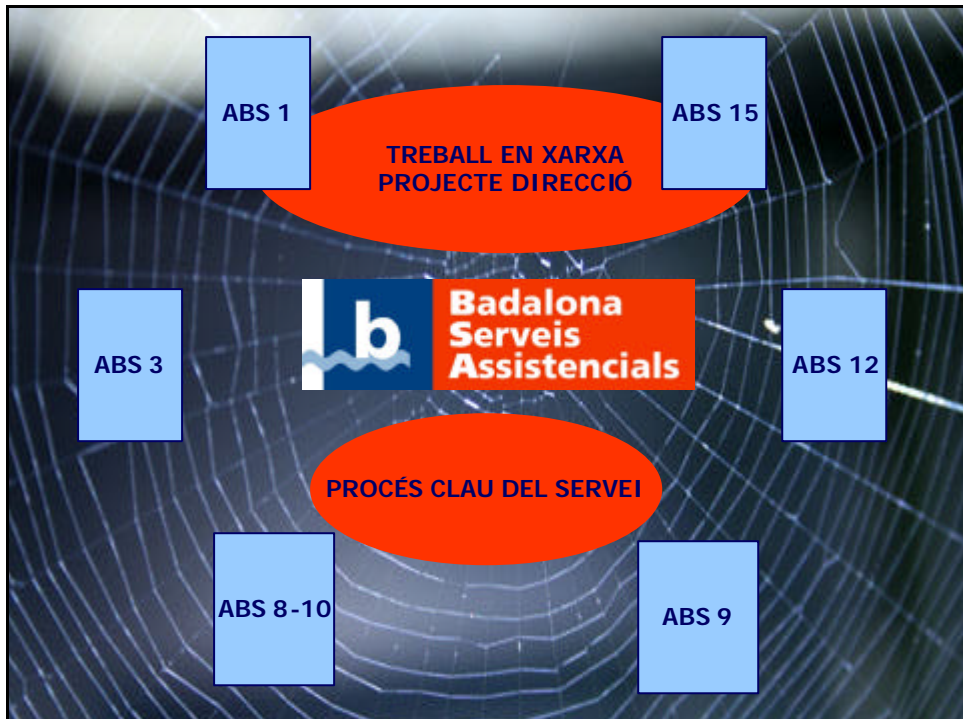 ABS 1
ABS 15
TREBALL EN XARXA
PROJECTE DIRECCIÓ
b
Badalona
Serveis
Assistencials
ABS 3
ABS 12
PROCÉS CLAU DEL SERVEI
ABS 8-10
ABS 9